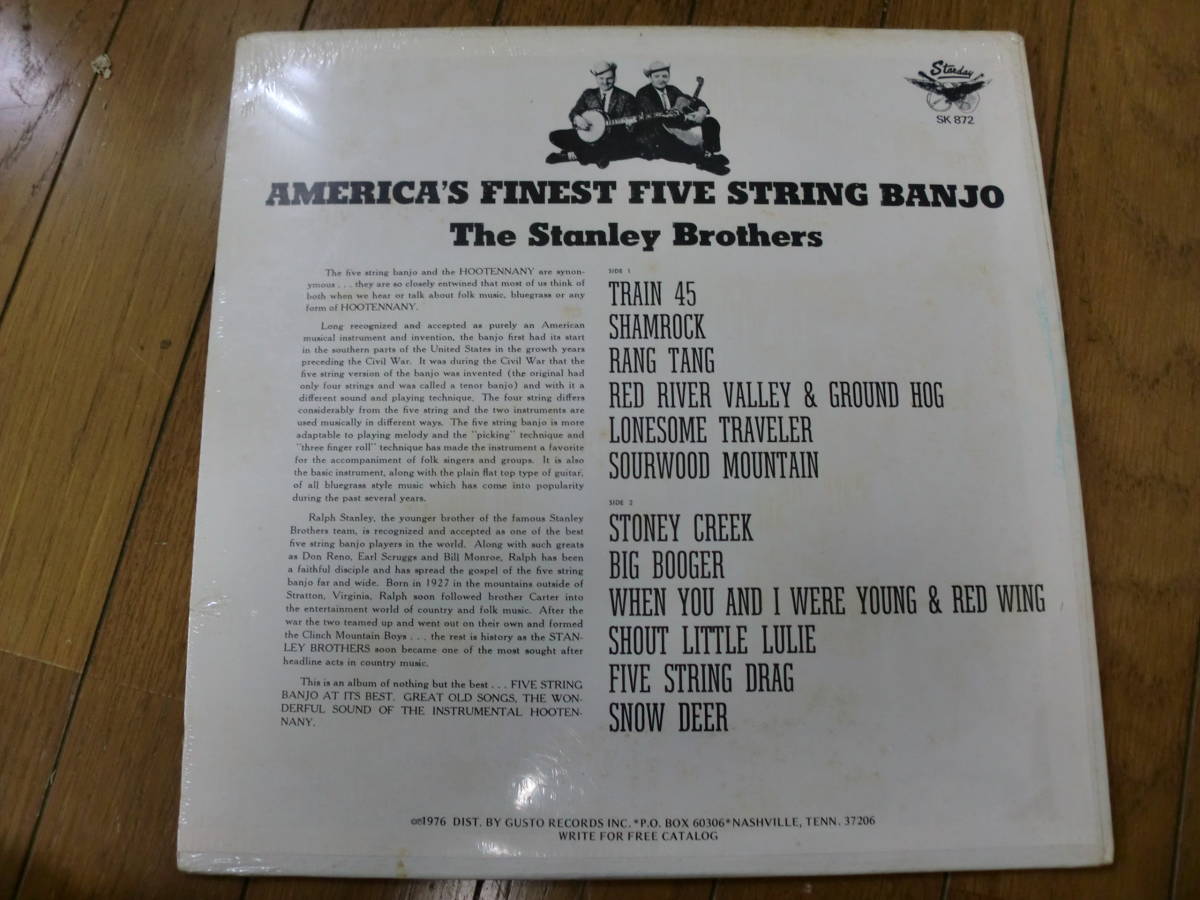 Starday
SK 872
AMERICA'S FINEST FIVE STRING BANJO
The Stanley Brothers
The five string banjo and the HOOTENNANY are synon-
ymous . . . they are so closely entwined that most of us think of
both when we hear or talk about folk music, bluegrass or any
form of HOOTENNANY.
Long recognized and accepted as purely an American
musical instrument and invention, the banjo first had its start
in the southern parts of the United States in the growth years
preceding the Civil War. It was during the Civil War that the
five string version of the banjo was invented (the original had
only four strings and was called a tenor banjo) and with it a
different sound and playing technique. The four string differs
considerably from the five string and the two instruments are
used musically in different ways. The five string banjo is more
adaptable to playing melody and the "picking" technique and
"three finger roll" technique has made the instrument a favorite
for the accompaniment of folk singers and groups. It is also
the basic instrument, along with the plain flat top type of guitar,
of all bluegrass style music which has come into popularity
during the past several years.
Ralph Stanley, the younger brother of the famous Stanley
Brothers team, is recognized and accepted as one of the best
five string banjo players in the world. Along with such greats
as Don Reno, Earl Scruggs and Bill Monroe, Ralph has been
a faithful disciple and has spread the gospel of the five string
banjo far and wide. Born in 1927 in the mountains outside of
Stratton, Virginia, Ralph soon followed brother Carter into
the entertainment world of country and folk music. After the
war the two teamed up and went out on their own and formed
the Clinch Mountain Boys . . . the rest is history as the STAN-
LEY BROTHERS soon became one of the most sought after
headline acts in country music.
This is an album of nothing but the best . . . FIVE STRING
BANJO AT ITS BEST. GREAT OLD SONGS, THE WON-
DERFUL SOUND OF THE INSTRUMENTAL HOOTEN-
NANY.
SIDE 1
TRAIN 45
SHAMROCK
RANG TANG
RED RIVER VALLEY & GROUND HOG
LONESOME TRAVELER
SOURWOOD MOUNTAIN
SIDE 2
STONEY CREEK
BIG BOOGER
WHEN YOU AND I WERE YOUNG & RED WING
SHOUT LITTLE LULIE
FIVE STRING DRAG
SNOW DEER
©℗1976 DIST. BY GUSTO RECORDS INC. *P.O. BOX 60306*NASHVILLE, TENN. 37206
WRITE FOR FREE CATALOG